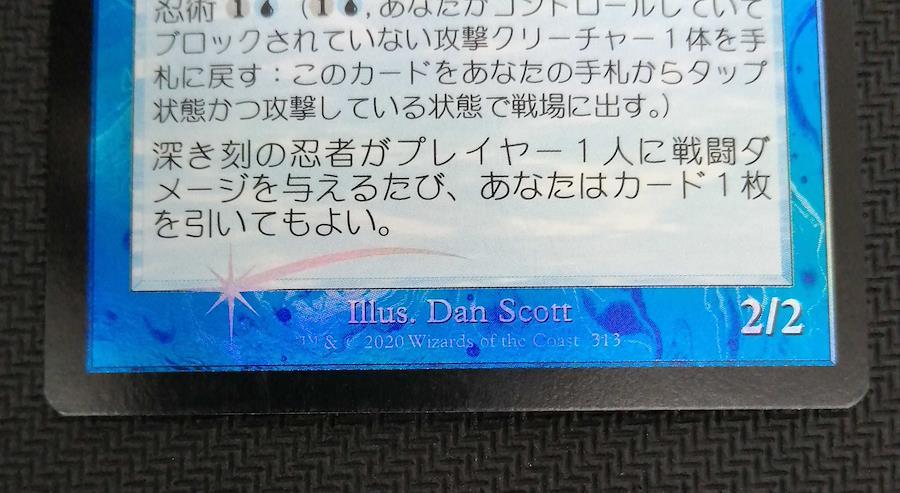 忍術 1 （1 ,あなたがコントロールしていて
ブロックされていない攻撃クリーチャー１体を手
札に戻す：このカードをあなたの手札からタップ
状態かつ攻撃している状態で戦場に出す。）
深き刻の忍者がプレイヤー１人に戦闘ダ
メージを与えるたび、あなたはカード１枚
を引いてもよい。
Illus. Dan Scott
2/2
™ & © 2020 Wizards of the Coast 313